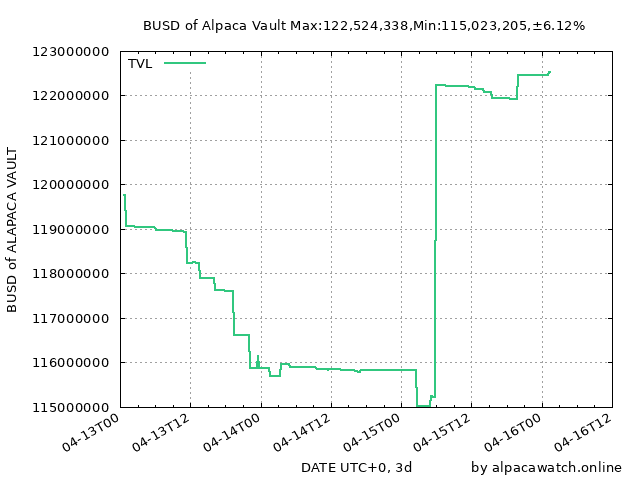 BUSD of Alpaca Vault Max:122,524,338,Min:115,023,205,±6.12%
TVL
123000000
122000000
121000000
120000000
119000000
118000000
117000000
116000000
115000000
BUSD of ALAPACA VAULT
04-13T00
04-13T12
04-14T00
04-14T12
04-15T00
04-15T12
04-16T00
04-16T12
DATE UTC+0, 3d
by alpacawatch.online